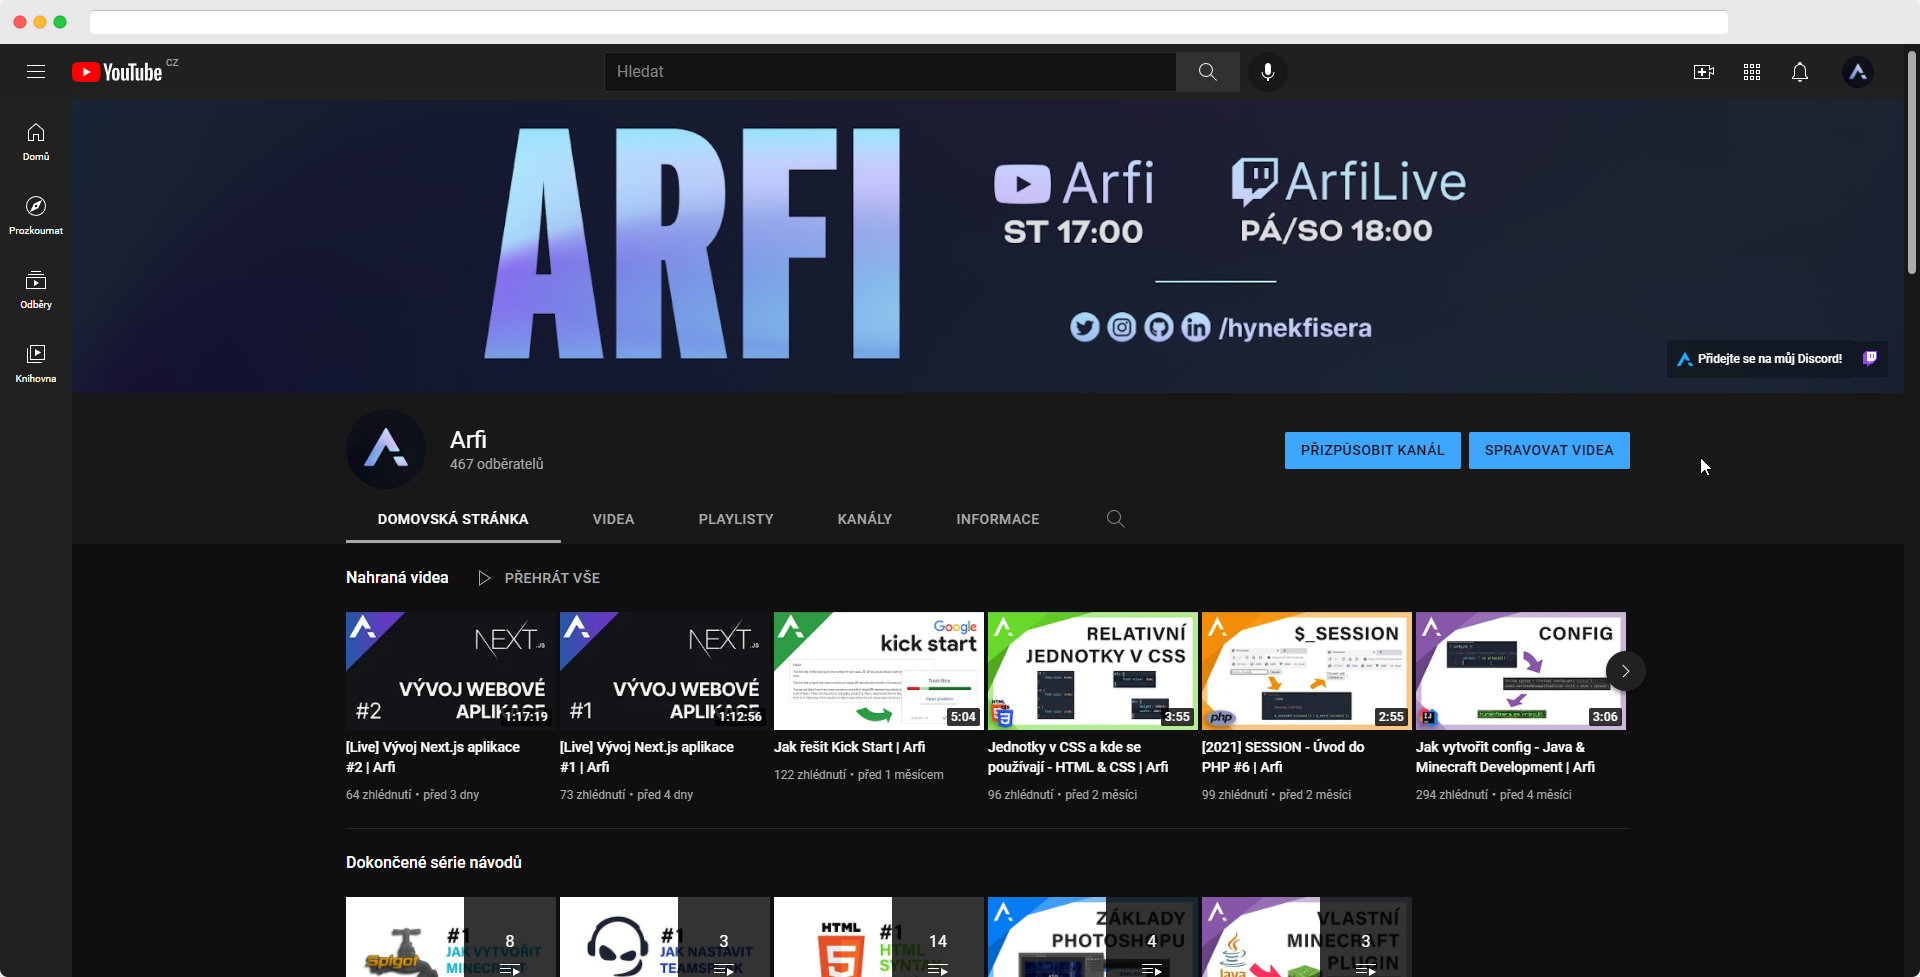 YouTube CZ
Hledat
Domů
Prozkoumat
Odběry
Knihovna
ARFI
Arfi
ST 17:00
ArfiLive
PÁ/SO 18:00
/hynekfisera
Přidejte se na můj Discord!
Arfi
467 odběratelů
PŘIZPŮSOBIT KANÁL
SPRAVOVAT VIDEA
DOMOVSKÁ STRÁNKA
VIDEA
PLAYLISTY
KANÁLY
INFORMACE
Nahraná videa
PŘEHRÁT VŠE
NEXT.JS
VÝVOJ WEBOVÉ
APLIKACE
#2
1:17:19
[Live] Vývoj Next.js aplikace
#2 | Arfi
64 zhlédnutí • před 3 dny
NEXT.JS
VÝVOJ WEBOVÉ
APLIKACE
#1
1:12:56
[Live] Vývoj Next.js aplikace
#1 | Arfi
73 zhlédnutí • před 4 dny
Google
kick start
5:04
Jak řešit Kick Start | Arfi
122 zhlédnutí • před 1 měsícem
RELATIVNÍ
JEDNOTKY V CSS
3:55
Jednotky v CSS a kde se
používají - HTML & CSS | Arfi
96 zhlédnutí • před 2 měsíci
$_SESSION
php
2:55
[2021] SESSION - Úvod do
PHP #6 | Arfi
99 zhlédnutí • před 2 měsíci
CONFIG
3:06
Jak vytvořit config - Java &
Minecraft Development | Arfi
294 zhlédnutí • před 4 měsíci
Dokončené série návodů
Spigot
#1
JAK VYTVOŘIT
MINECRAFT
8
#1
JAK NASTAVIT
TEAMSPEAK
3
HTML
5
#1
HTML
SYNTAX
14
ZÁKLADY
PHOTOSHOPU
4
VLASTNÍ
MINECRAFT
PLUGIN
Java
3